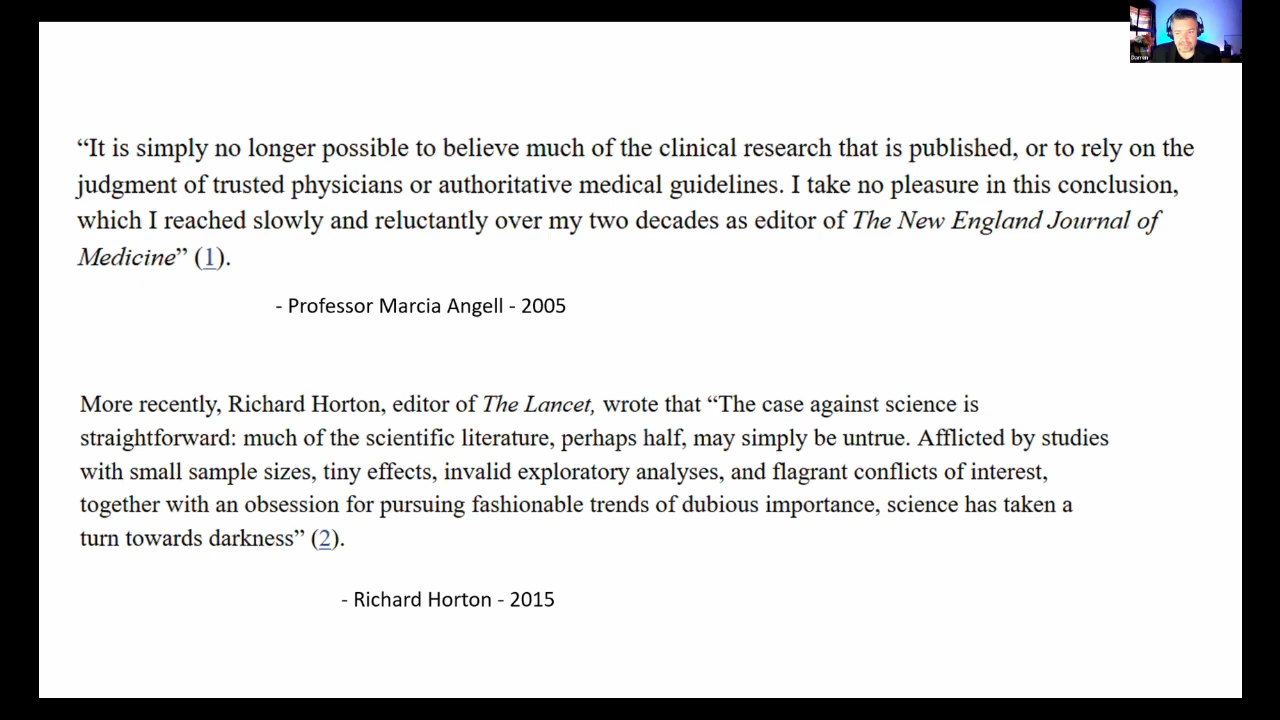 Darren
“It is simply no longer possible to believe much of the clinical research that is published, or to rely on the
judgment of trusted physicians or authoritative medical guidelines. I take no pleasure in this conclusion,
which I reached slowly and reluctantly over my two decades as editor of The New England Journal of
Medicine” (1).
- Professor Marcia Angell - 2005
More recently, Richard Horton, editor of The Lancet, wrote that “The case against science is
straightforward: much of the scientific literature, perhaps half, may simply be untrue. Afflicted by studies
with small sample sizes, tiny effects, invalid exploratory analyses, and flagrant conflicts of interest,
together with an obsession for pursuing fashionable trends of dubious importance, science has taken a
turn towards darkness” (2).
- Richard Horton - 2015